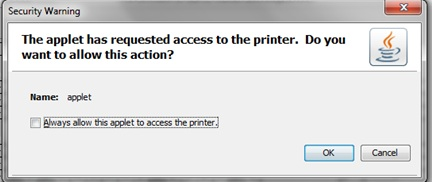 Security Warning
The applet has requested access to the printer. Do you
want to allow this action?
Name: applet
Always allow this applet to access the printer.
OK Cancel